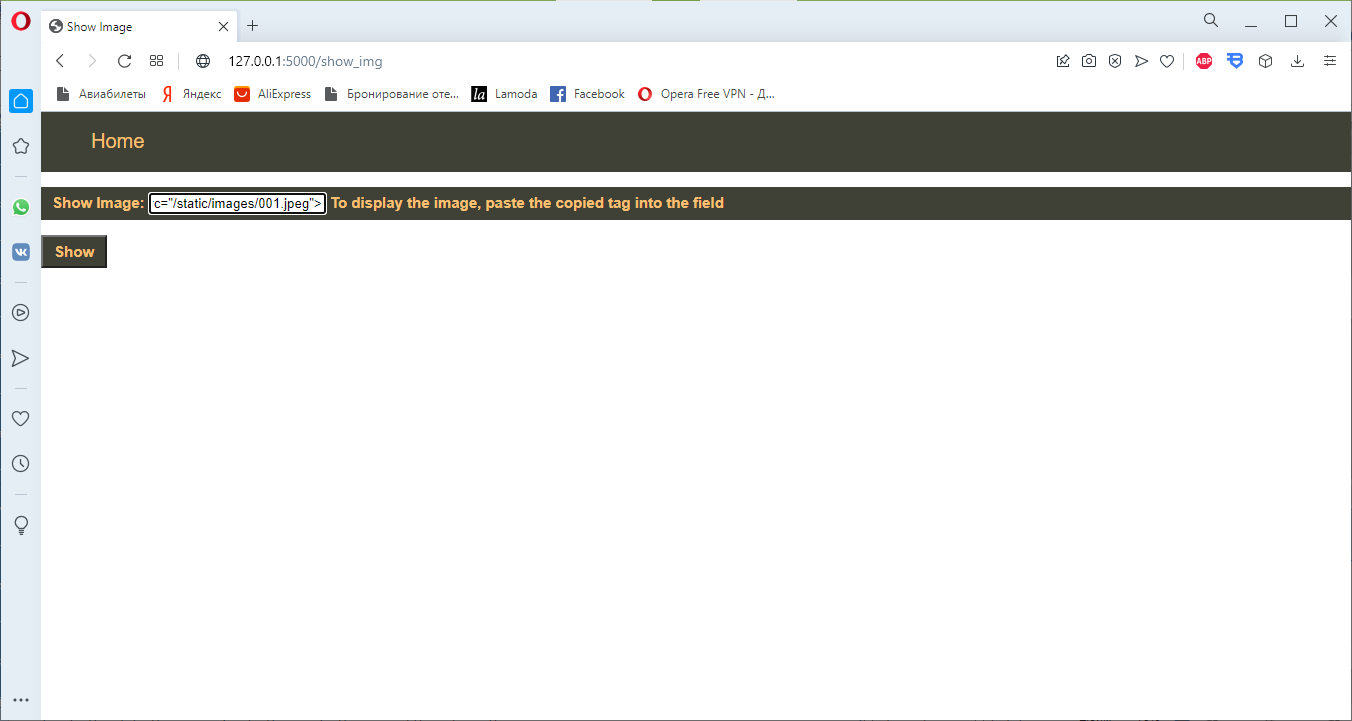 Show Image
127.0.0.1:5000/show_img
ABP
Авиабилеты Яндекс AliExpress Бронирование оте... la Lamoda Facebook Opera Free VPN - Д...
Home
Show Image: c="/static/images/001.jpeg"> To display the image, paste the copied tag into the field
Show